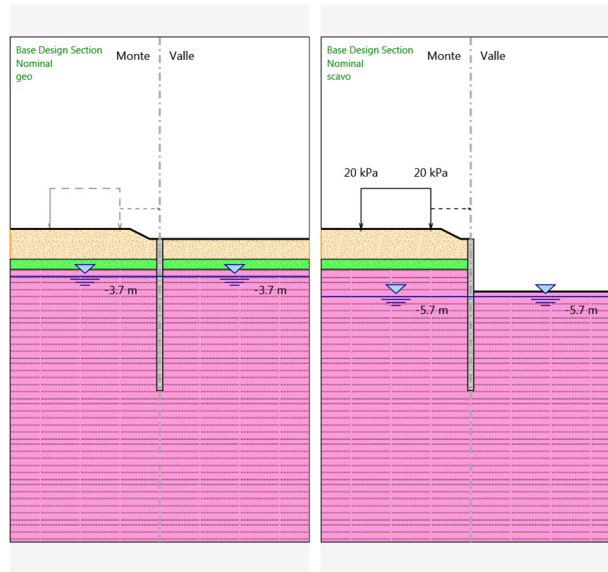 Base Design Section
Nominal
geo
Monte
Valle
-3.7 m
-3.7 m
Base Design Section
Nominal
scavo
Monte
Valle
20 kPa
20 kPa
-5.7 m
-5.7 m